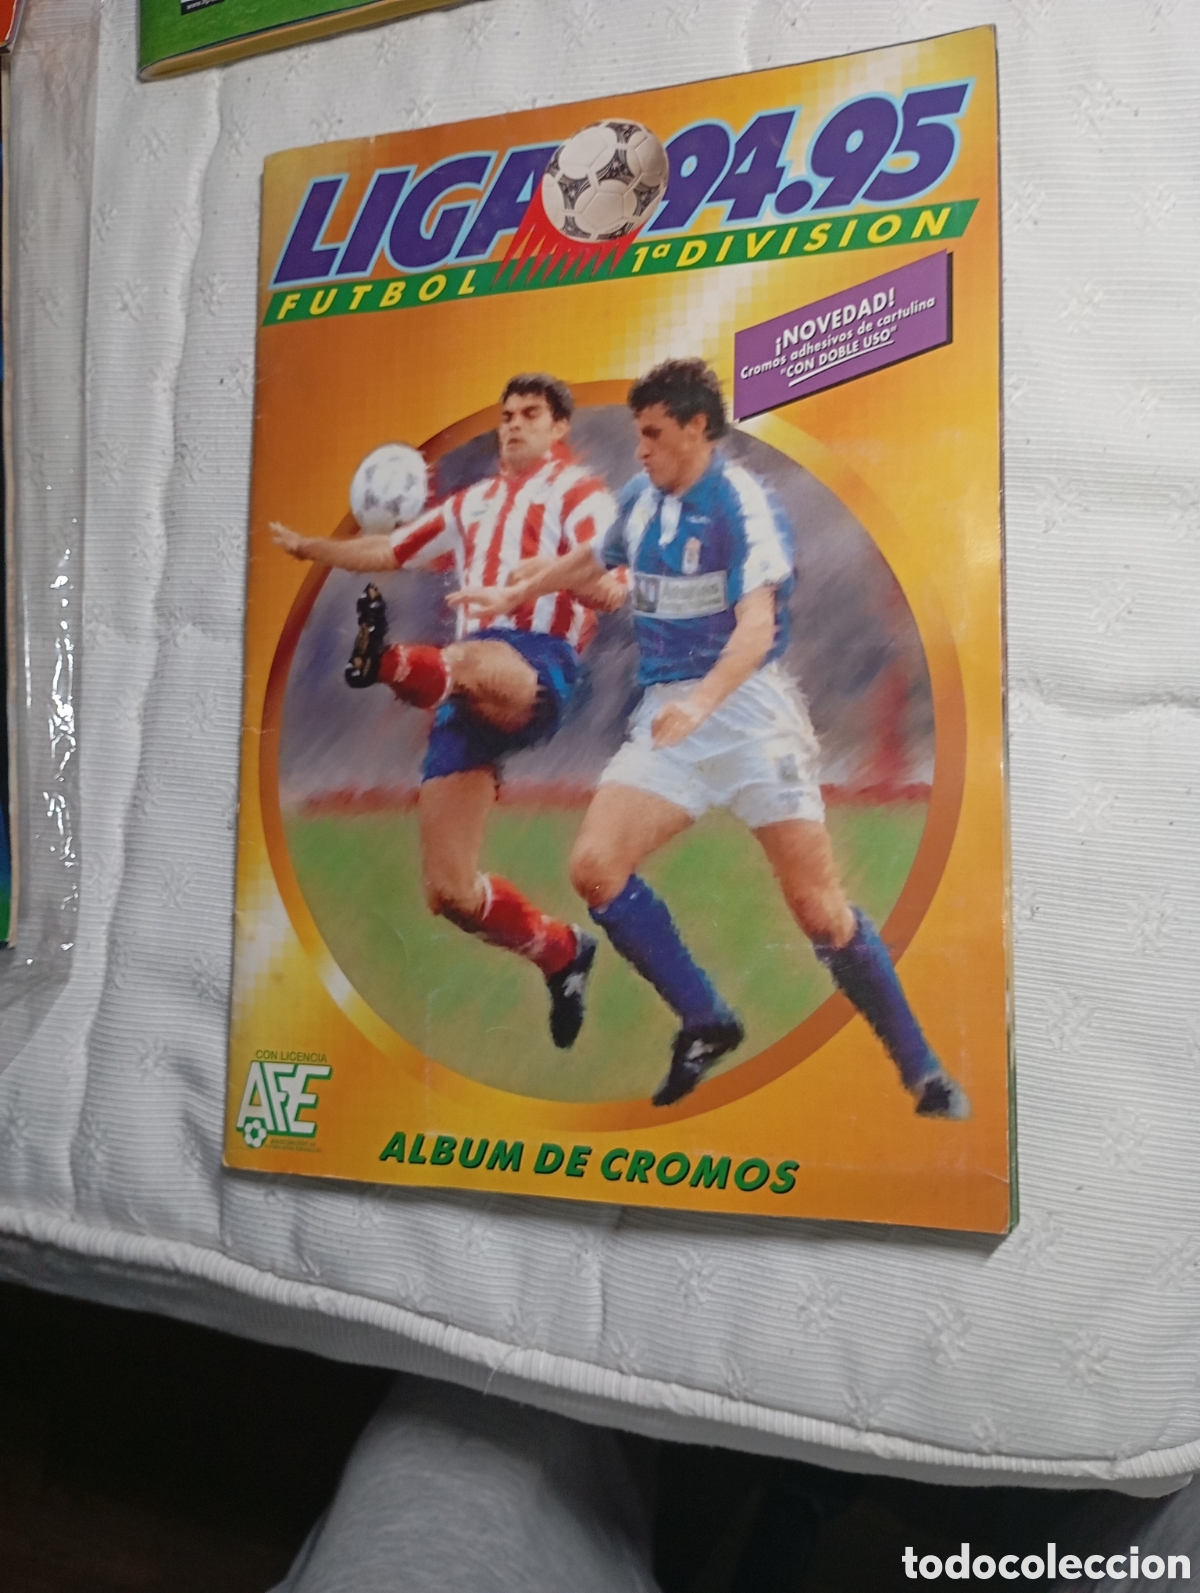 LIGA 94.95
FUTBOL 1ª DIVISION
¡NOVEDAD!
Cromos adhesivos de cartulina
"CON DOBLE USO"
CON LICENCIA
AFE
ALBUM DE CROMOS
todocoleccion